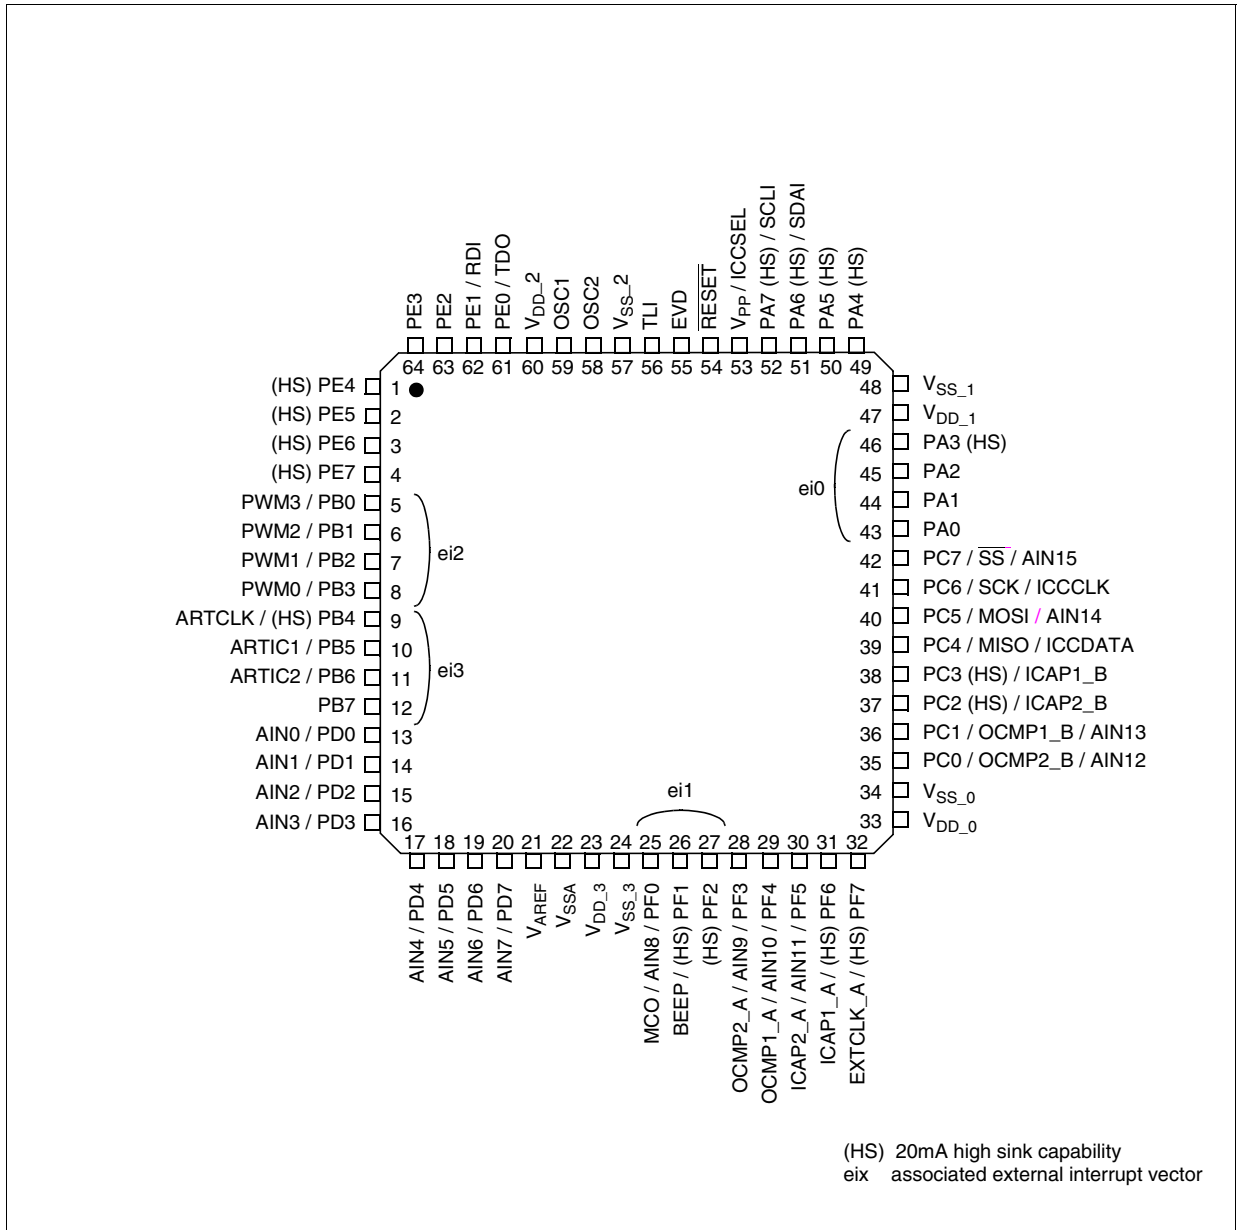 PE3
PE2
PE1 / RDI
PE0 / TDO
VDD_2
OSC1
OSC2
VSS_2
TLI
EVD
RESET
VPP / ICCSEL
PA7 (HS) / SCLI
PA6 (HS) / SDAI
PA5 (HS)
PA4 (HS)
64 63 62 61 60 59 58 57 56 55 54 53 52 51 50 49
(HS) PE4 1
(HS) PE5 2
(HS) PE6 3
(HS) PE7 4
PWM3 / PB0 5
PWM2 / PB1 6
PWM1 / PB2 7
PWM0 / PB3 8
ei2
ARTCLK / (HS) PB4 9
ARTIC1 / PB5 10
ARTIC2 / PB6 11
PB7 12
ei3
AIN0 / PD0 13
AIN1 / PD1 14
AIN2 / PD2 15
AIN3 / PD3 16
48 VSS_1
47 VDD_1
46 PA3 (HS)
45 PA2
44 PA1
43 PA0
ei0
42 PC7 / SS / AIN15
41 PC6 / SCK / ICCCLK
40 PC5 / MOSI / AIN14
39 PC4 / MISO / ICCDATA
38 PC3 (HS) / ICAP1_B
37 PC2 (HS) / ICAP2_B
36 PC1 / OCMP1_B / AIN13
35 PC0 / OCMP2_B / AIN12
34 VSS_0
33 VDD_0
ei1
17 18 19 20 21 22 23 24 25 26 27 28 29 30 31 32
AIN4 / PD4
AIN5 / PD5
AIN6 / PD6
AIN7 / PD7
VAREF
VSSA
VDD_3
VSS_3
MCO / AIN8 / PF0
BEEP / (HS) PF1
(HS) PF2
OCMP2_A / AIN9 / PF3
OCMP1_A / AIN10 / PF4
ICAP2_A / AIN11 / PF5
ICAP1_A / (HS) PF6
EXTCLK_A / (HS) PF7
(HS) 20mA high sink capability
eix associated external interrupt vector